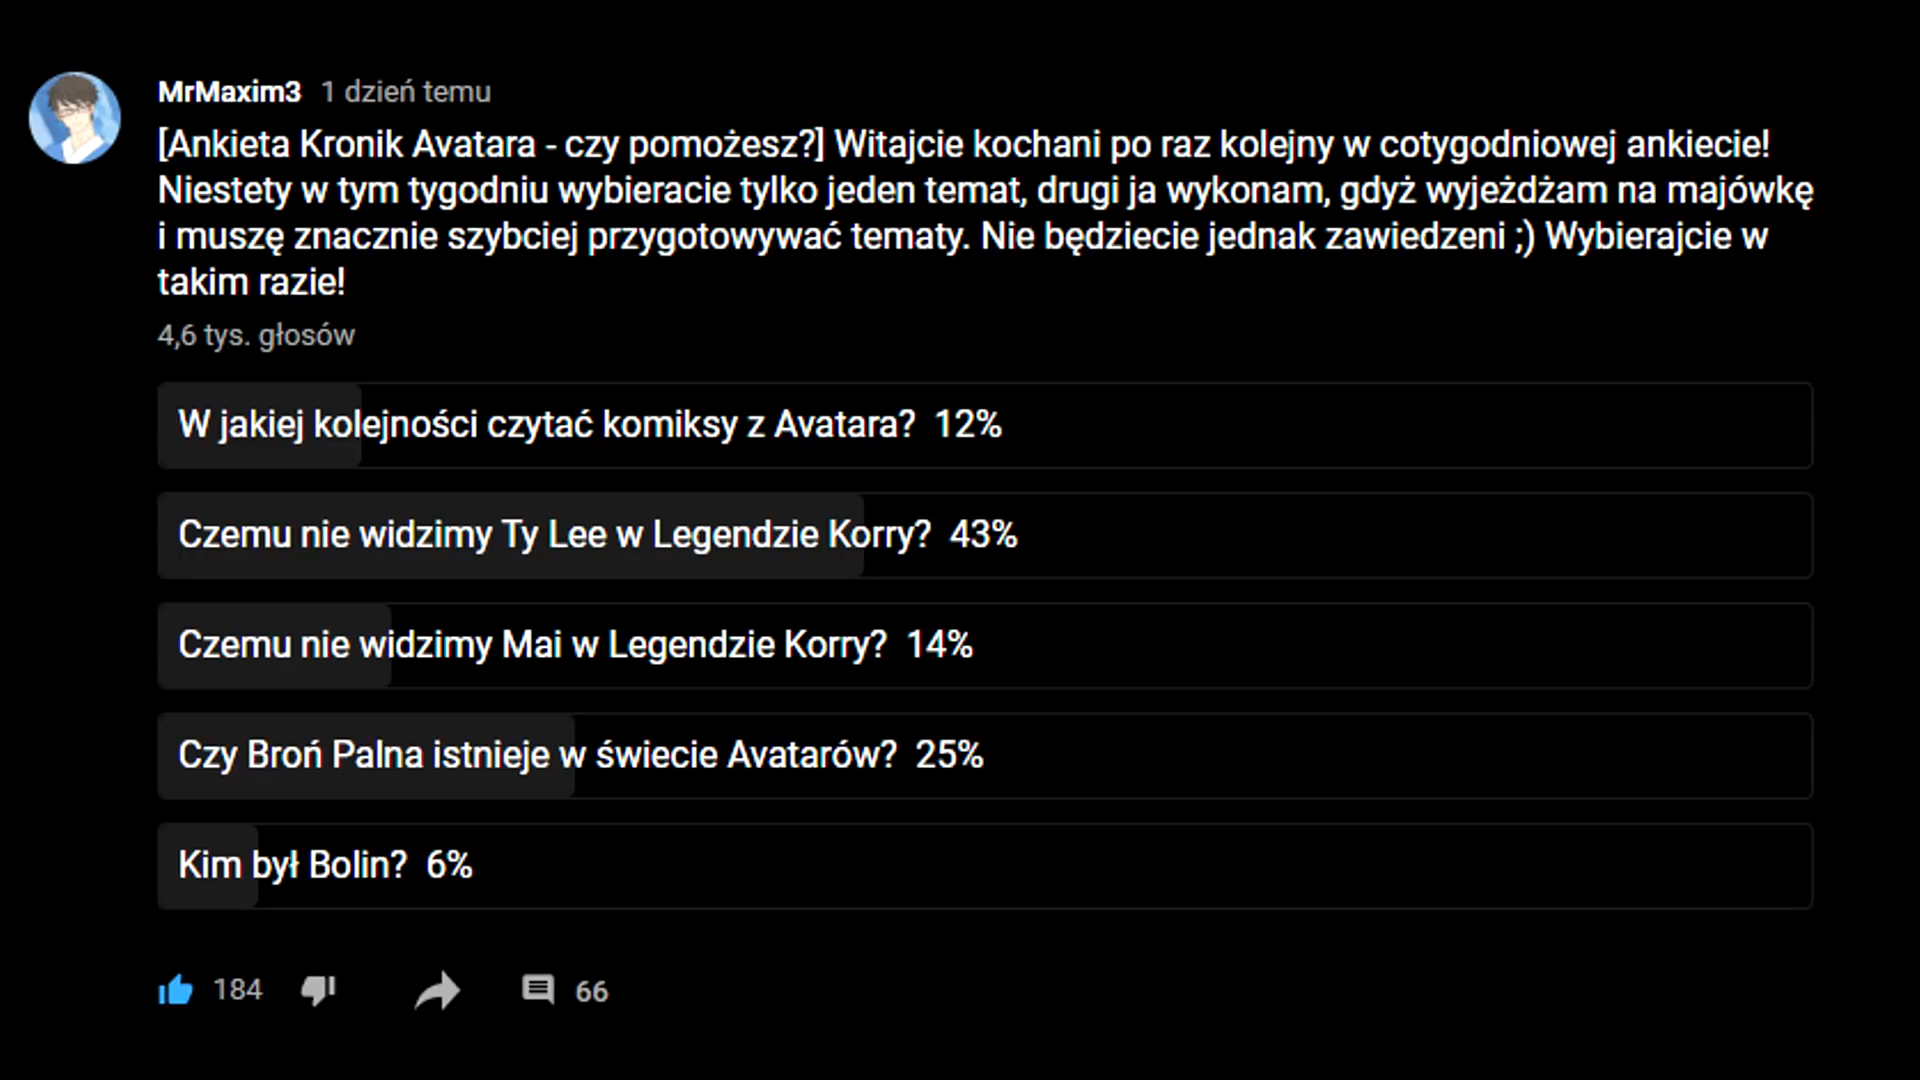 MrMaxim3 1 dzień temu
[Ankieta Kronik Avatara - czy pomożesz?] Witajcie kochani po raz kolejny w cotygodniowej ankiecie!
Niestety w tym tygodniu wybieracie tylko jeden temat, drugi ja wykonam, gdyż wyjeżdżam na majówkę
i muszę znacznie szybciej przygotowywać tematy. Nie będziecie jednak zawiedzeni ;) Wybierajcie w
takim razie!
4,6 tys. głosów
W jakiej kolejności czytać komiksy z Avatara? 12%
Czemu nie widzimy Ty Lee w Legendzie Korry? 43%
Czemu nie widzimy Mai w Legendzie Korry? 14%
Czy Broń Palna istnieje w świecie Avatarów? 25%
Kim był Bolin? 6%
184 66